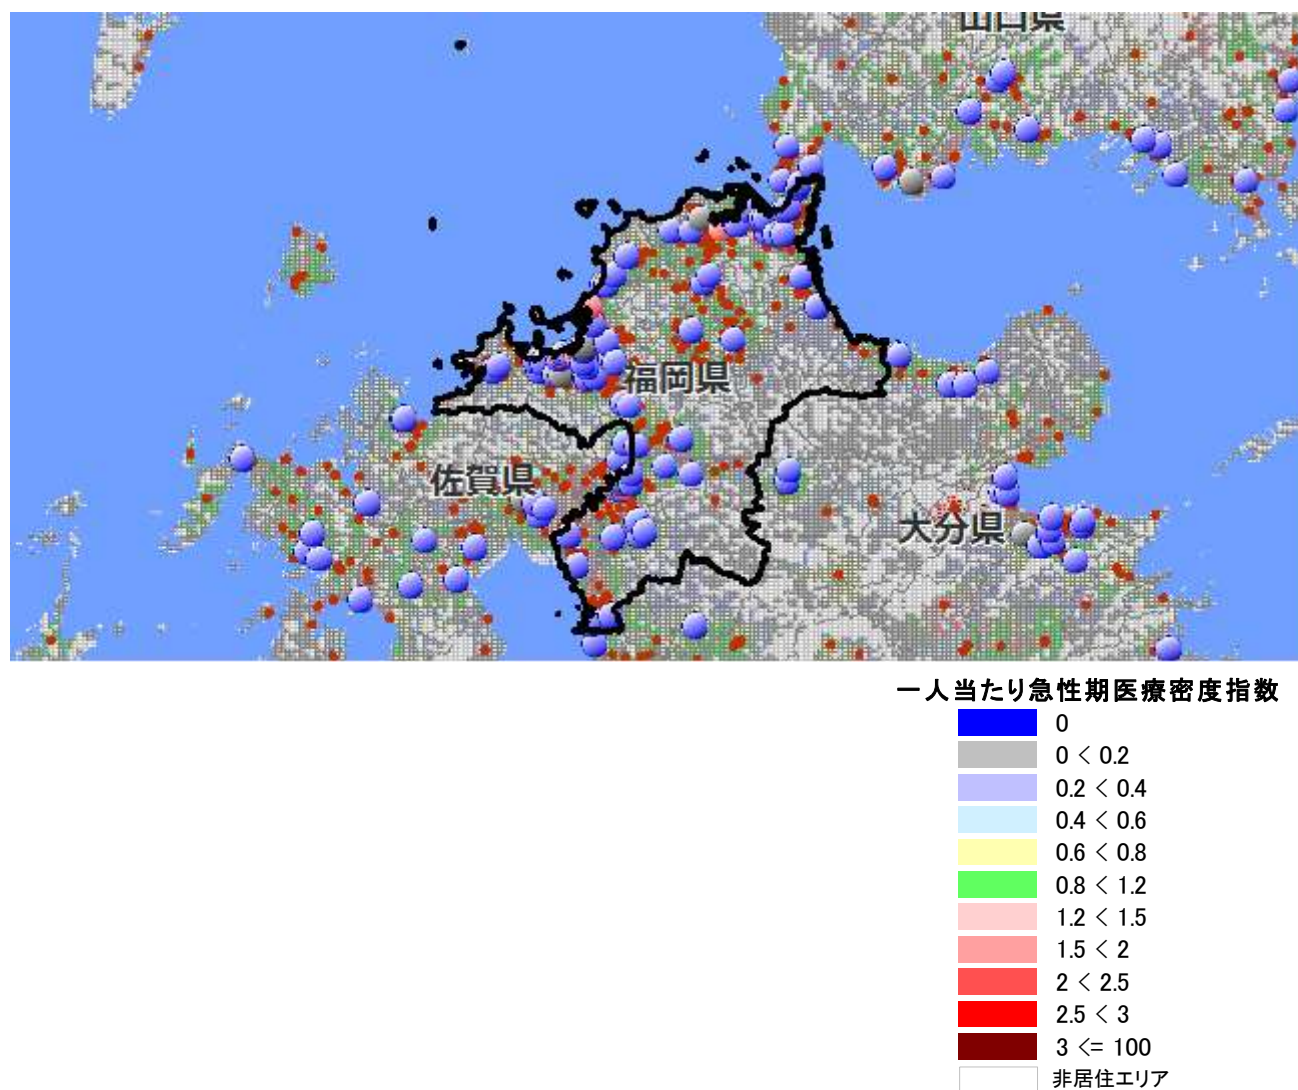 山口県
福岡県
佐賀県
大分県
一人当たり急性期医療密度指数
0
0 < 0.2
0.2 < 0.4
0.4 < 0.6
0.6 < 0.8
0.8 < 1.2
1.2 < 1.5
1.5 < 2
2 < 2.5
2.5 < 3
3 <= 100
非居住エリア